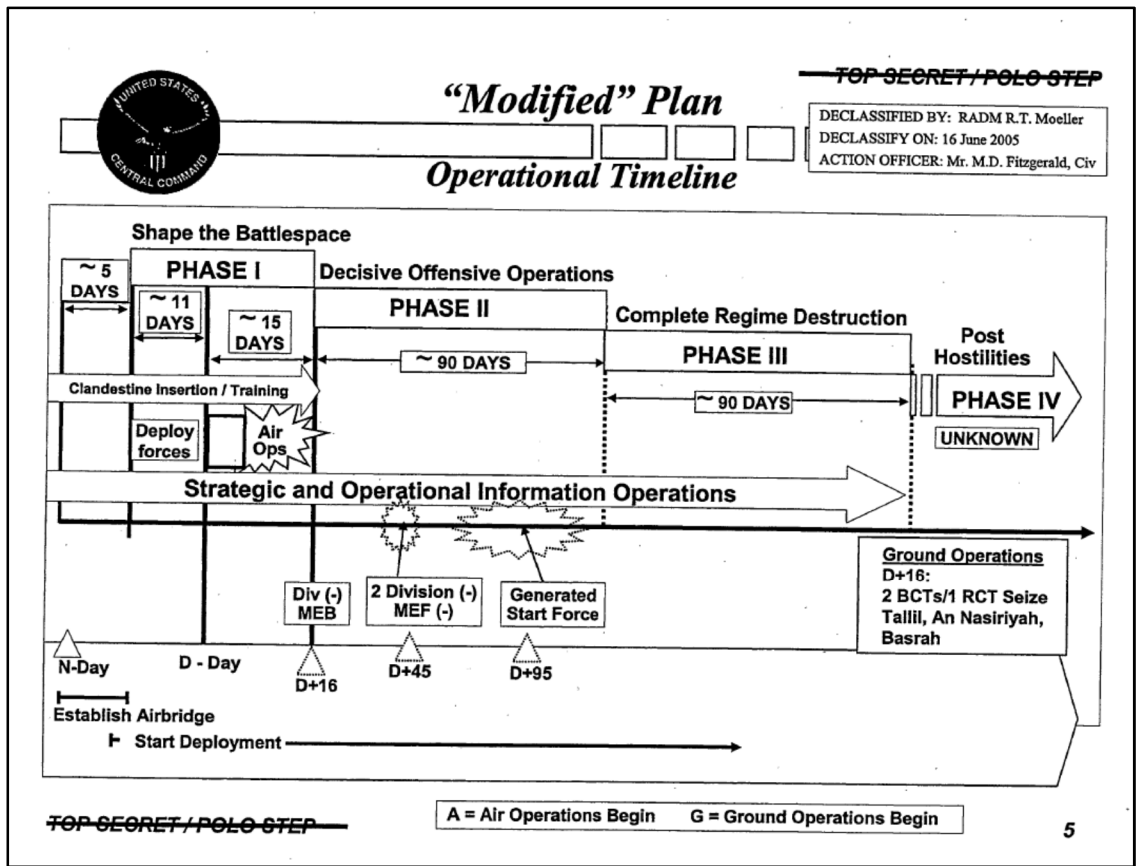 TOP SECRET / POLO STEP
"Modified" Plan
DECLASSIFIED BY: RADM R.T. Moeller
DECLASSIFY ON: 16 June 2005
ACTION OFFICER: Mr. M.D. Fitzgerald, Civ
UNITED STATES
CENTRAL COMMAND
Operational Timeline
Shape the Battlespace
PHASE I
~ 5
DAYS
~ 11
DAYS
~ 15
DAYS
Decisive Offensive Operations
PHASE II
~ 90 DAYS
Complete Regime Destruction
PHASE III
~ 90 DAYS
Post
Hostilities
PHASE IV
UNKNOWN
Clandestine Insertion / Training
Deploy
forces
Air
Ops
Strategic and Operational Information Operations
Div (-)
MEB
2 Division (-)
MEF (-)
Generated
Start Force
Ground Operations
D+16:
2 BCTs/1 RCT Seize
Tallil, An Nasiriyah,
Basrah
N-Day
D - Day
D+16
D+45
D+95
Establish Airbridge
Start Deployment
TOP SECRET / POLO STEP
A = Air Operations Begin G = Ground Operations Begin
5